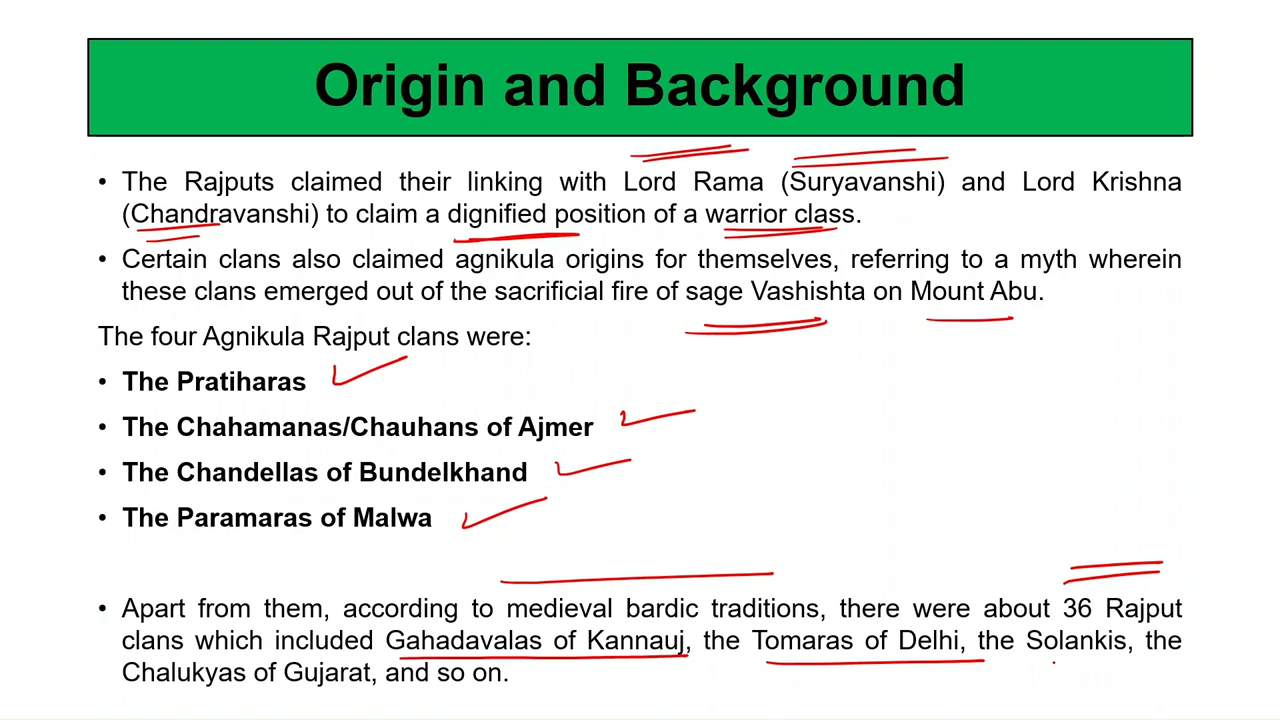 Origin and Background
• The Rajputs claimed their linking with Lord Rama (Suryavanshi) and Lord Krishna
(Chandravanshi) to claim a dignified position of a warrior class.
• Certain clans also claimed agnikula origins for themselves, referring to a myth wherein
these clans emerged out of the sacrificial fire of sage Vashishta on Mount Abu.
The four Agnikula Rajput clans were:
• The Pratiharas
• The Chahamanas/Chauhans of Ajmer
• The Chandellas of Bundelkhand
• The Paramaras of Malwa
• Apart from them, according to medieval bardic traditions, there were about 36 Rajput
clans which included Gahadavalas of Kannauj, the Tomaras of Delhi, the Solankis, the
Chalukyas of Gujarat, and so on.